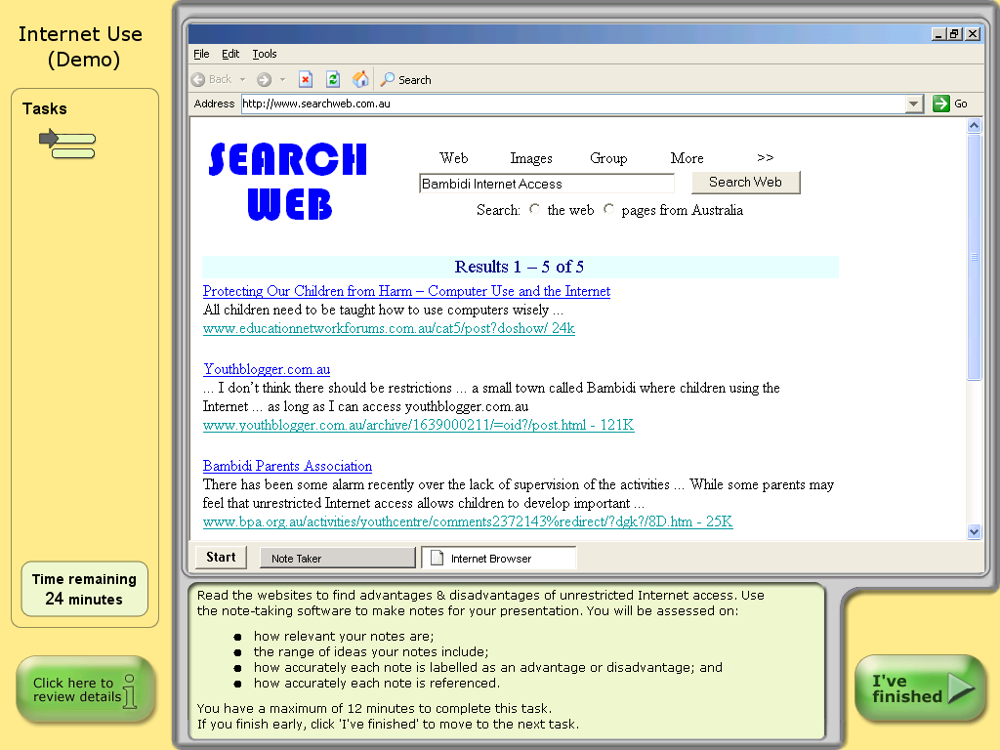 Internet Use
(Demo)
Tasks
Time remaining
24 minutes
Click here to
review details
File Edit Tools
Back Search
Address http://www.searchweb.com.au Go
SEARCH
WEB
Web Images Group More >>
Bambidi Internet Access Search Web
Search: the web pages from Australia
Results 1 – 5 of 5
Protecting Our Children from Harm – Computer Use and the Internet
All children need to be taught how to use computers wisely ...
www.educationnetworkforums.com.au/cat5/post?doshow/ 24k
Youthblogger.com.au
... I don't think there should be restrictions ... a small town called Bambidi where children using the
Internet ... as long as I can access youthblogger.com.au
www.youthblogger.com.au/archive/1639000211/=oid?/post.html - 121K
Bambidi Parents Association
There has been some alarm recently over the lack of supervision of the activities ... While some parents may
feel that unrestricted Internet access allows children to develop important ...
www.bpa.org.au/activities/youthcentre/comments2372143%redirect/?dgk?/8D.htm - 25K
Start Note Taker Internet Browser
Read the websites to find advantages & disadvantages of unrestricted Internet access. Use
the note-taking software to make notes for your presentation. You will be assessed on:
● how relevant your notes are;
● the range of ideas your notes include;
● how accurately each note is labelled as an advantage or disadvantage; and
● how accurately each note is referenced.
You have a maximum of 12 minutes to complete this task.
If you finish early, click 'I've finished' to move to the next task.
I've
finished